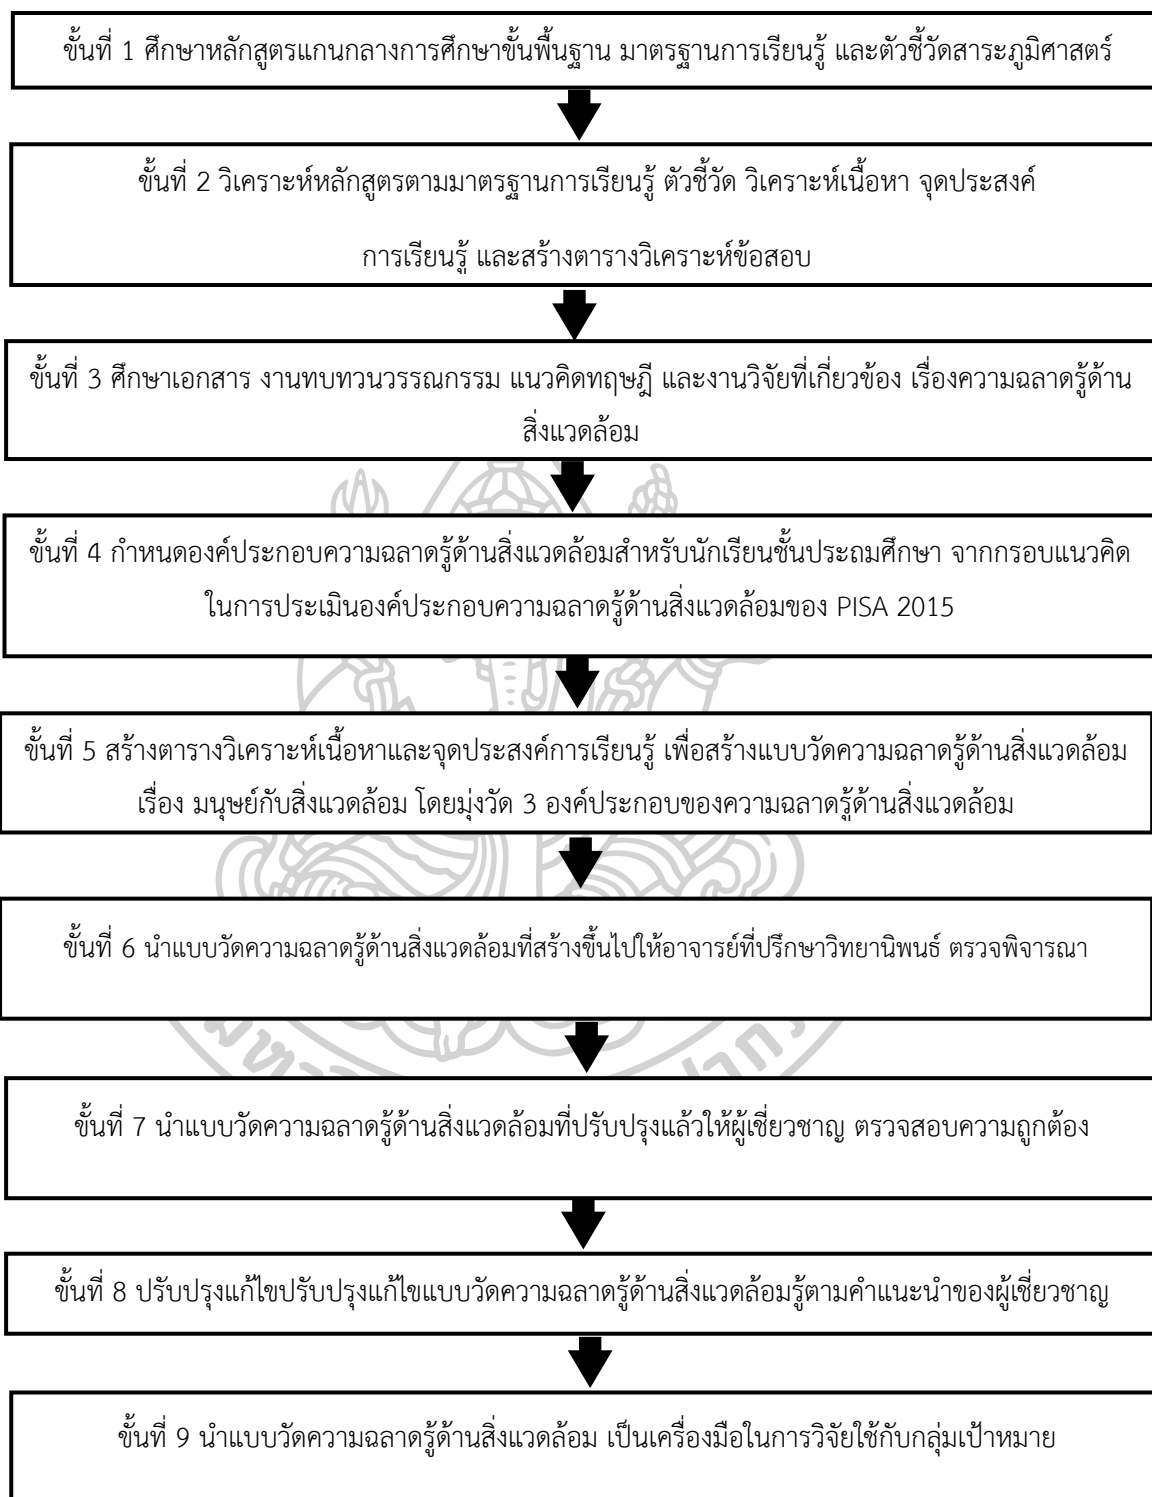 ขั้นที่ 1 ศึกษาหลักสูตรแกนกลางการศึกษาขั้นพื้นฐาน มาตรฐานการเรียนรู้ และตัวชี้วัดสาระภูมิศาสตร์
ขั้นที่ 2 วิเคราะห์หลักสูตรตามมาตรฐานการเรียนรู้ ตัวชี้วัด วิเคราะห์เนื้อหา จุดประสงค์
การเรียนรู้ และสร้างตารางวิเคราะห์ข้อสอบ
ขั้นที่ 3 ศึกษาเอกสาร งานทบทวนวรรณกรรม แนวคิดทฤษฎี และงานวิจัยที่เกี่ยวข้อง เรื่องความฉลาดรู้ด้าน
สิ่งแวดล้อม
ขั้นที่ 4 กำหนดองค์ประกอบความฉลาดรู้ด้านสิ่งแวดล้อมสำหรับนักเรียนชั้นประถมศึกษา จากกรอบแนวคิด
ในการประเมินองค์ประกอบความฉลาดรู้ด้านสิ่งแวดล้อมของ PISA 2015
ขั้นที่ 5 สร้างตารางวิเคราะห์เนื้อหาและจุดประสงค์การเรียนรู้ เพื่อสร้างแบบวัดความฉลาดรู้ด้านสิ่งแวดล้อม
เรื่อง มนุษย์กับสิ่งแวดล้อม โดยมุ่งวัด 3 องค์ประกอบของความฉลาดรู้ด้านสิ่งแวดล้อม
ขั้นที่ 6 นำแบบวัดความฉลาดรู้ด้านสิ่งแวดล้อมที่สร้างขึ้นไปให้อาจารย์ที่ปรึกษาวิทยานิพนธ์ ตรวจพิจารณา
ขั้นที่ 7 นำแบบวัดความฉลาดรู้ด้านสิ่งแวดล้อมที่ปรับปรุงแล้วให้ผู้เชี่ยวชาญ ตรวจสอบความถูกต้อง
ขั้นที่ 8 ปรับปรุงแก้ไขปรับปรุงแก้ไขแบบวัดความฉลาดรู้ด้านสิ่งแวดล้อมรู้ตามคำแนะนำของผู้เชี่ยวชาญ
ขั้นที่ 9 นำแบบวัดความฉลาดรู้ด้านสิ่งแวดล้อม เป็นเครื่องมือในการวิจัยใช้กับกลุ่มเป้าหมาย